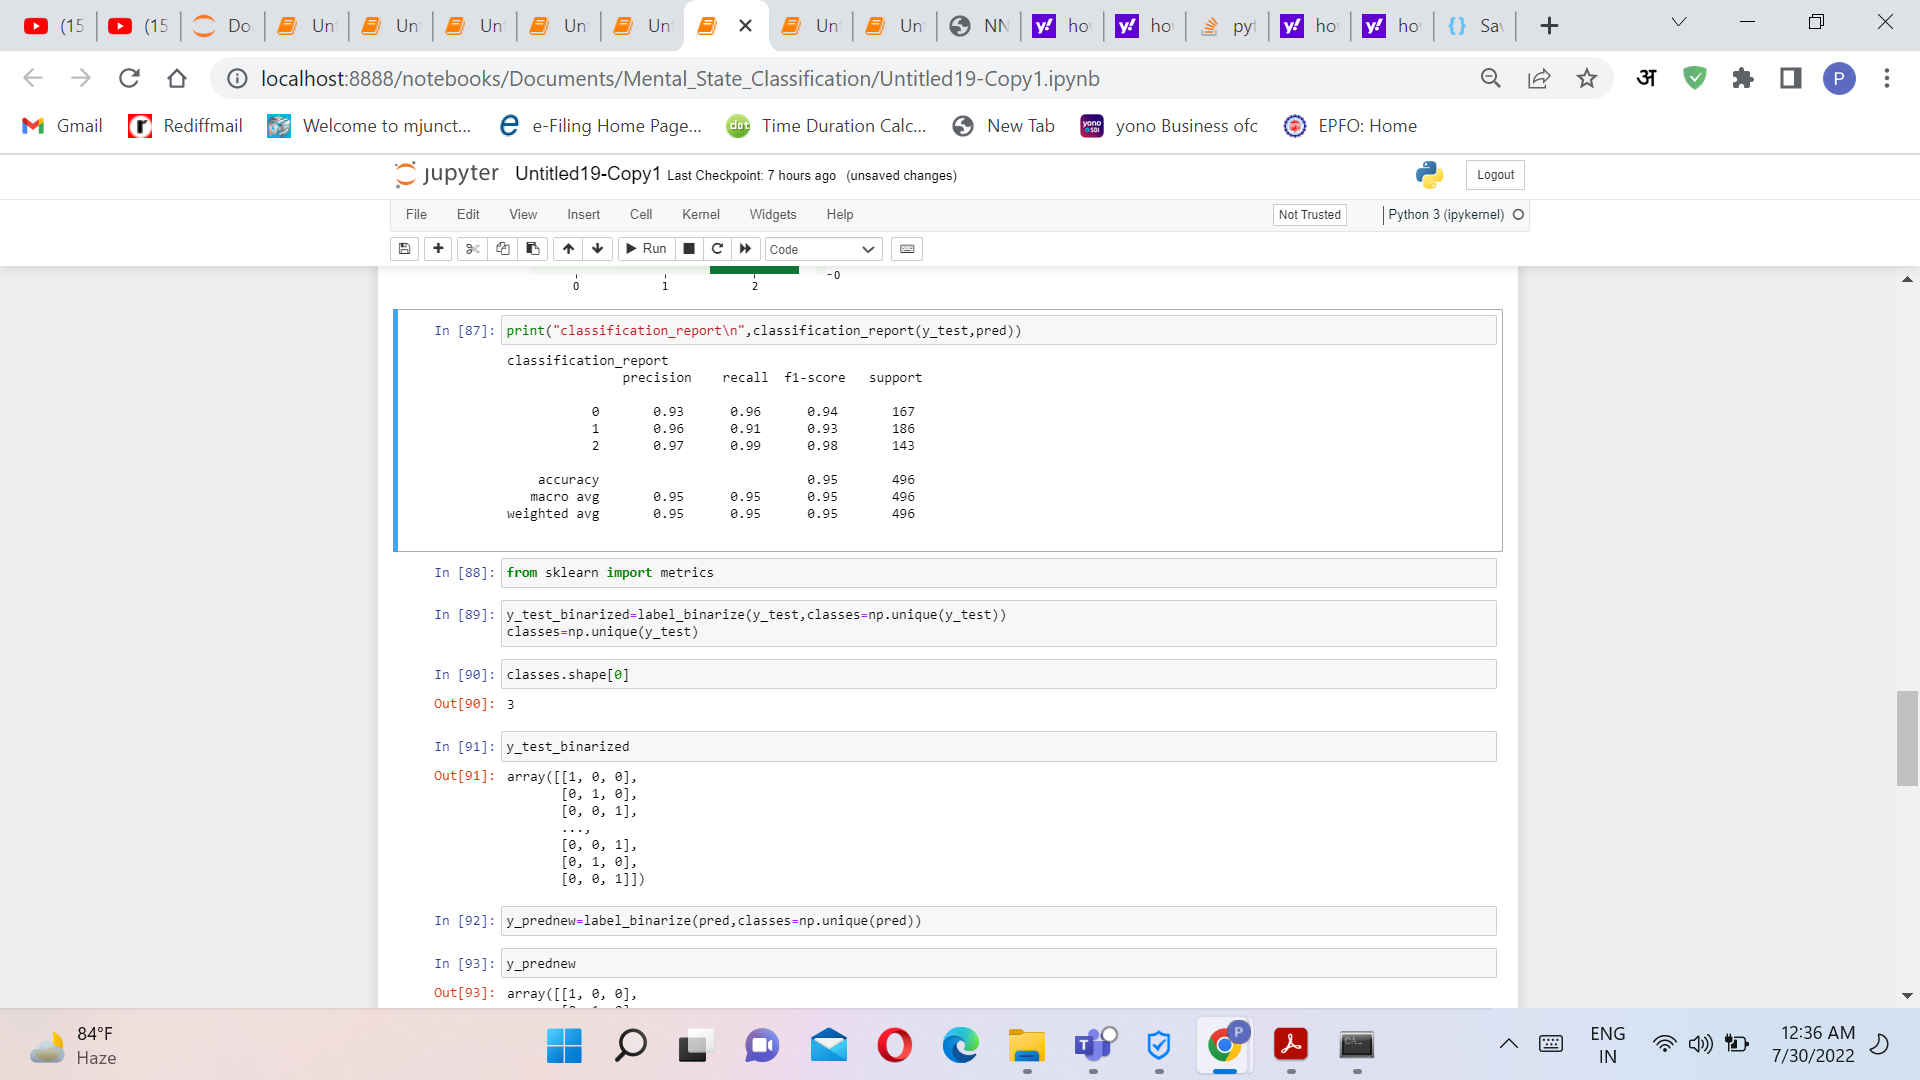 (15
(15
Do
Unt
Unt
Unt
Unt
Unt
Unt
Unt
NN
ho
ho
pyt
ho
ho
Sa
localhost:8888/notebooks/Documents/Mental_State_Classification/Untitled19-Copy1.ipynb
अ
P
Gmail
Rediffmail
Welcome to mjunct...
e-Filing Home Page...
Time Duration Calc...
New Tab
yono Business ofc
EPFO: Home
jupyter Untitled19-Copy1 Last Checkpoint: 7 hours ago (unsaved changes)
Logout
File Edit View Insert Cell Kernel Widgets Help
Not Trusted
Python 3 (ipykernel)
Run
Code
-0
0 1 2
In [87]: print("classification_report\n",classification_report(y_test,pred))
classification_report
precision recall f1-score support
0 0.93 0.96 0.94 167
1 0.96 0.91 0.93 186
2 0.97 0.99 0.98 143
accuracy 0.95 496
macro avg 0.95 0.95 0.95 496
weighted avg 0.95 0.95 0.95 496
In [88]: from sklearn import metrics
In [89]: y_test_binarized=label_binarize(y_test,classes=np.unique(y_test))
classes=np.unique(y_test)
In [90]: classes.shape[0]
Out[90]: 3
In [91]: y_test_binarized
Out[91]: array([[1, 0, 0],
[0, 1, 0],
[0, 0, 1],
...,
[0, 0, 1],
[0, 1, 0],
[0, 0, 1]])
In [92]: y_prednew=label_binarize(pred,classes=np.unique(pred))
In [93]: y_prednew
Out[93]: array([[1, 0, 0],
84°F
Haze
ENG
IN
12:36 AM
7/30/2022